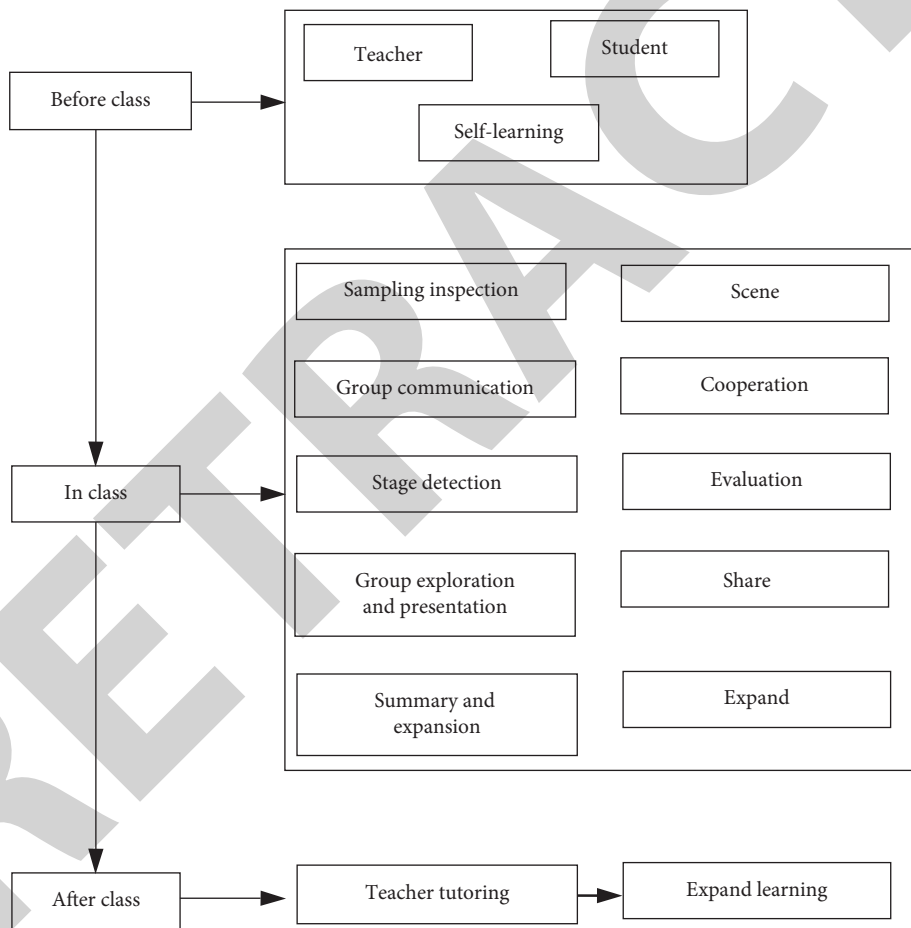 Teacher
Student
Before class
Self-learning
Sampling inspection
Scene
Group communication
Cooperation
In class
Stage detection
Evaluation
Group exploration
and presentation
Share
Summary and
expansion
Expand
After class
Teacher tutoring
Expand learning
RETRACT